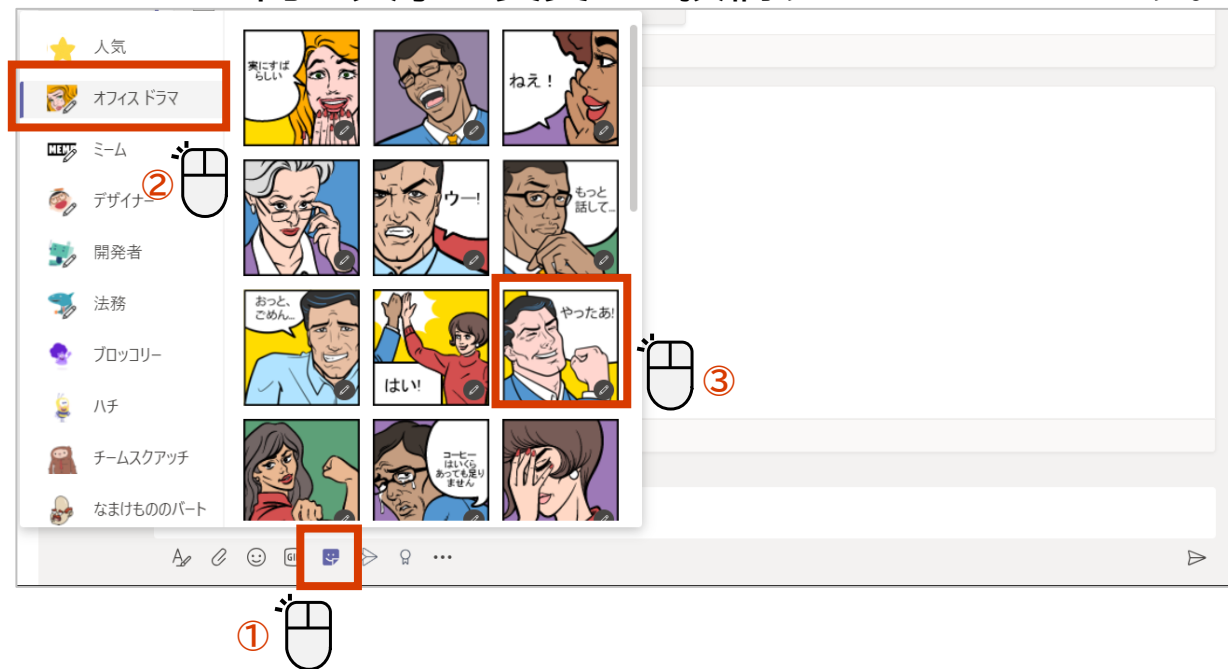 人気
オフィス ドラマ
ミーム
デザイナー
開発者
法務
ブロッコリー
ハチ
チームスクアッチ
なまけもののバート
実にすば
らしい
ねえ！
ウー!
もっと
話して...
おっと、
ごめん...
はい!
やったあ!
コーヒー
はいくら
あっても足り
ません
MEME
②
③
GI
①